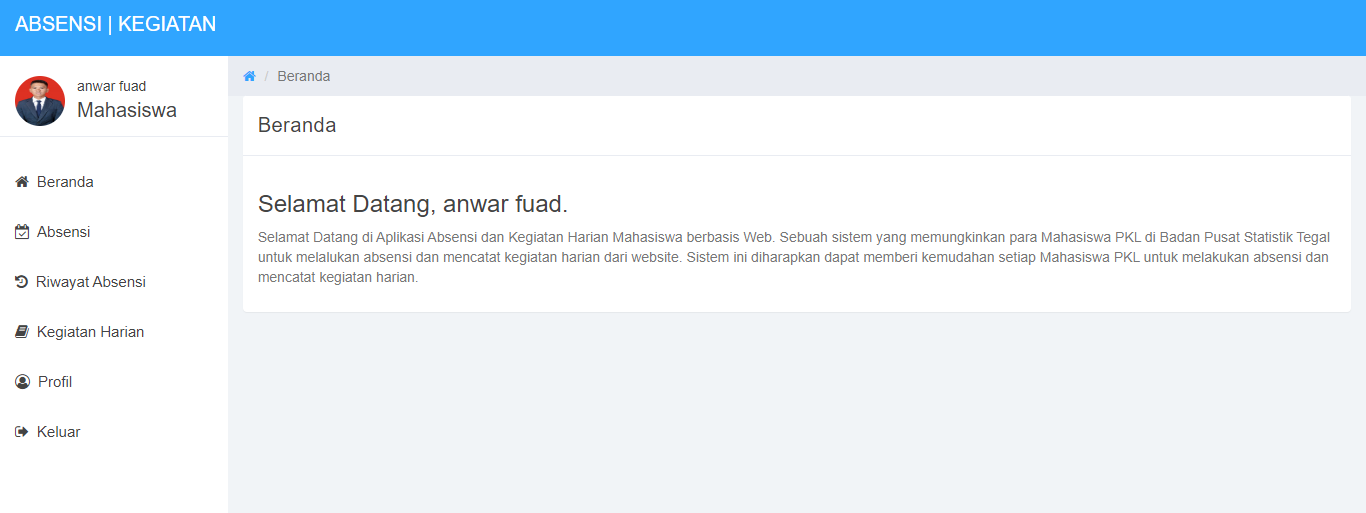 ABSENSI | KEGIATAN
anwar fuad
Mahasiswa
Beranda
Absensi
Riwayat Absensi
Kegiatan Harian
Profil
Keluar
/ Beranda
Beranda
Selamat Datang, anwar fuad.
Selamat Datang di Aplikasi Absensi dan Kegiatan Harian Mahasiswa berbasis Web. Sebuah sistem yang memungkinkan para Mahasiswa PKL di Badan Pusat Statistik Tegal
untuk melalukan absensi dan mencatat kegiatan harian dari website. Sistem ini diharapkan dapat memberi kemudahan setiap Mahasiswa PKL untuk melakukan absensi dan
mencatat kegiatan harian.